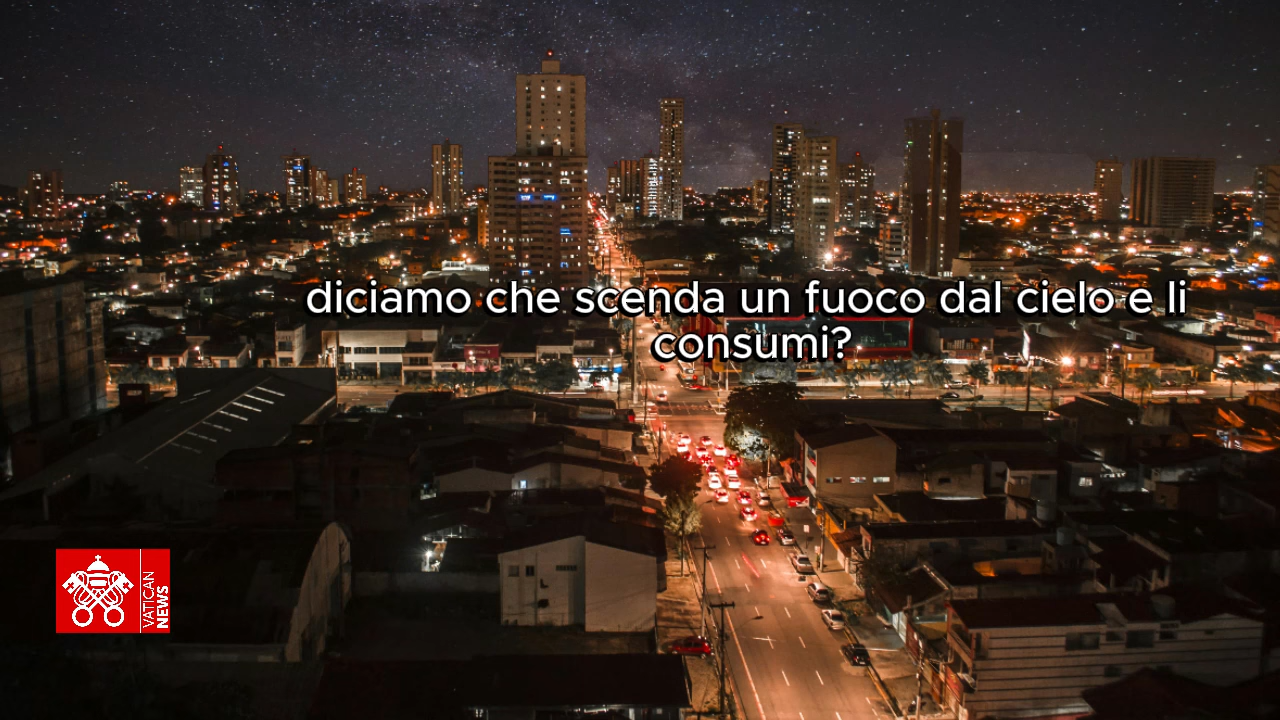 diciamo che scenda un fuoco dal cielo e li
consumi?
VATICAN
NEWS